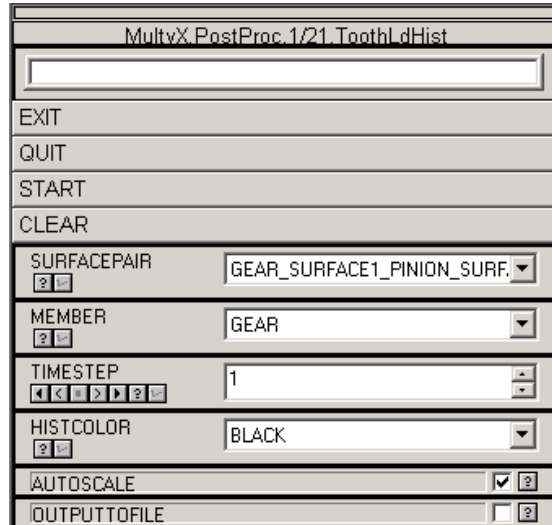 MultyX.PostProc.1/21.ToothLdHist
EXIT
QUIT
START
CLEAR
SURFACEPAIR
GEAR_SURFACE1_PINION_SURF.
MEMBER
GEAR
TIMESTEP
1
HISTCOLOR
BLACK
AUTOSCALE
OUTPUTTOFILE